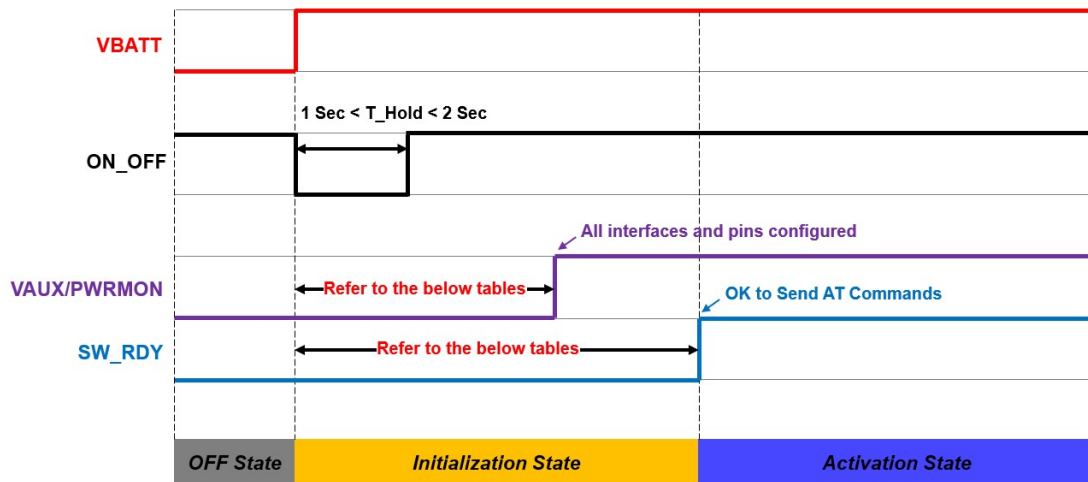 VBATT
1 Sec < T_Hold < 2 Sec
ON_OFF
All interfaces and pins configured
VAUX/PWRMON
Refer to the below tables
OK to Send AT Commands
SW_RDY
Refer to the below tables
OFF State
Initialization State
Activation State